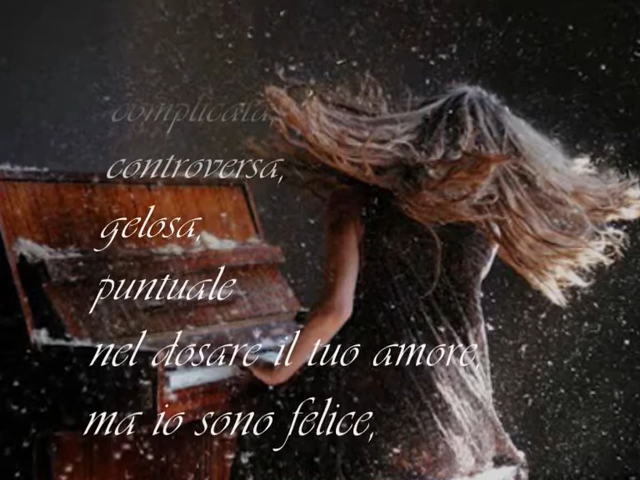 complicata,
controversa,
gelosa,
puntuale
nel dosare il tuo amore,
ma io sono felice,